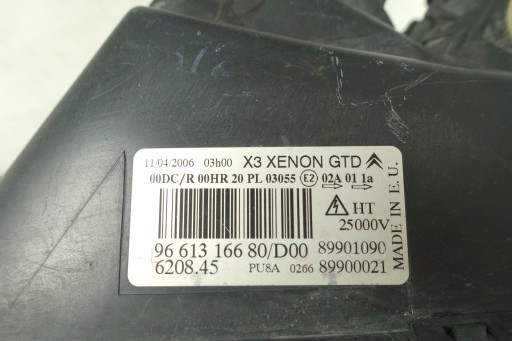 11/04/2006 03h00 X3 XENON GTD
00DC/R 00HR 20 PL 03055 E2 02A 01 1a
HT
25000V
96 613 166 80/D00 89901090
6208.45 PU8A 0266 89900021
MADE IN E.U.